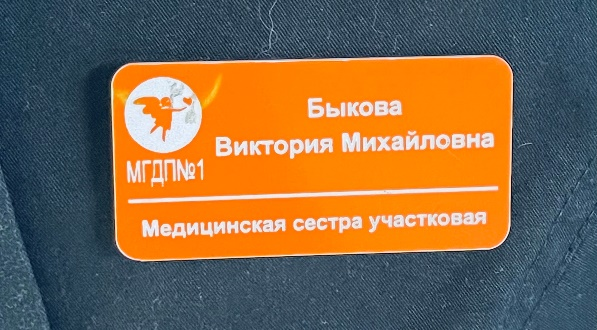 Быкова
Виктория Михайловна
МГДП№1
Медицинская сестра участковая